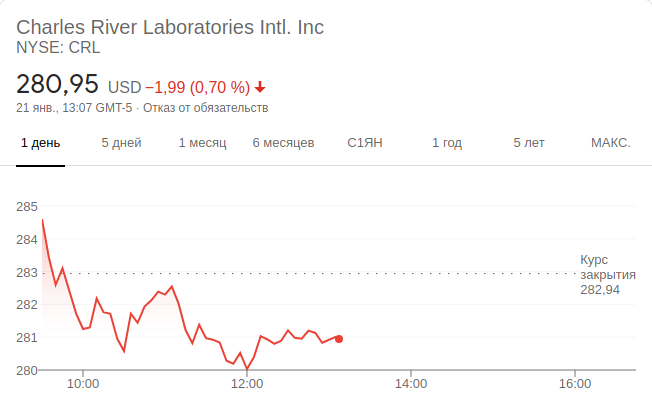 Charles River Laboratories Intl. Inc
NYSE: CRL
280,95 USD −1,99 (0,70 %)
21 янв., 13:07 GMT-5 · Отказ от обязательств
1 день 5 дней 1 месяц 6 месяцев С1ЯН 1 год 5 лет МАКС.
285
284
283
282
281
280
Курс
закрытия
282,94
10:00 12:00 14:00 16:00